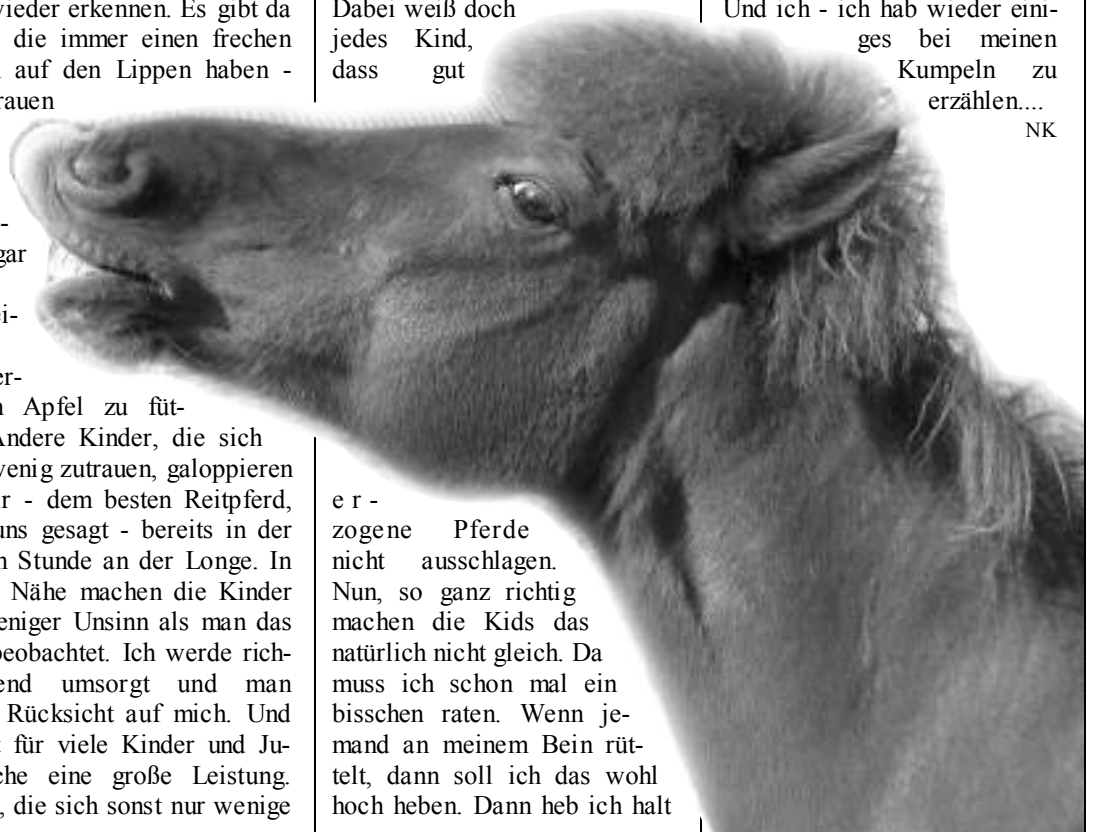 wieder erkennen. Es gibt da
die immer einen frechen
auf den Lippen haben -
-
gar
ei-
er-
Apfel zu füt-
Andere Kinder, die sich
wenig zutrauen, galoppieren
r - dem besten Reitpferd,
uns gesagt - bereits in der
n Stunde an der Longe. In
Nähe machen die Kinder
weniger Unsinn als man das
beobachtet. Ich werde rich-
end umsorgt und man
Rücksicht auf mich. Und
für viele Kinder und Ju-
che eine große Leistung.
, die sich sonst nur wenige
Dabei weiß doch
jedes Kind,
dass gut
er-
zogene Pferde
nicht ausschlagen.
Nun, so ganz richtig
machen die Kids das
natürlich nicht gleich. Da
muss ich schon mal ein
bisschen raten. Wenn je-
mand an meinem Bein rüt-
telt, dann soll ich das wohl
hoch heben. Dann heb ich halt
Und ich - ich hab wieder eini-
ges bei meinen
Kumpeln zu
erzählen....
NK